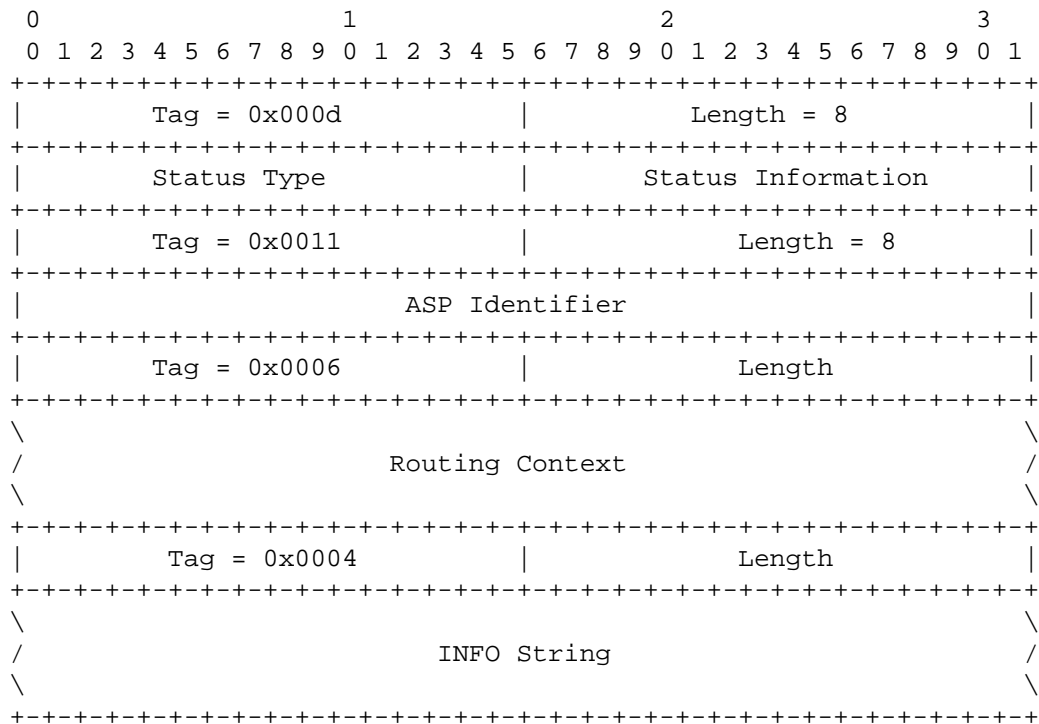 0                   1                   2                   3
 0 1 2 3 4 5 6 7 8 9 0 1 2 3 4 5 6 7 8 9 0 1 2 3 4 5 6 7 8 9 0 1
+-+-+-+-+-+-+-+-+-+-+-+-+-+-+-+-+-+-+-+-+-+-+-+-+-+-+-+-+-+-+-+-+
|        Tag = 0x000d           |          Length = 8           |
+-+-+-+-+-+-+-+-+-+-+-+-+-+-+-+-+-+-+-+-+-+-+-+-+-+-+-+-+-+-+-+-+
|        Status Type            |       Status Information      |
+-+-+-+-+-+-+-+-+-+-+-+-+-+-+-+-+-+-+-+-+-+-+-+-+-+-+-+-+-+-+-+-+
|        Tag = 0x0011           |             Length = 8        |
+-+-+-+-+-+-+-+-+-+-+-+-+-+-+-+-+-+-+-+-+-+-+-+-+-+-+-+-+-+-+-+-+
|                        ASP Identifier                         |
+-+-+-+-+-+-+-+-+-+-+-+-+-+-+-+-+-+-+-+-+-+-+-+-+-+-+-+-+-+-+-+-+
|        Tag = 0x0006           |             Length            |
+-+-+-+-+-+-+-+-+-+-+-+-+-+-+-+-+-+-+-+-+-+-+-+-+-+-+-+-+-+-+-+-+
\                                                               \
/                       Routing Context                         /
\                                                               \
+-+-+-+-+-+-+-+-+-+-+-+-+-+-+-+-+-+-+-+-+-+-+-+-+-+-+-+-+-+-+-+-+
|         Tag = 0x0004          |             Length            |
+-+-+-+-+-+-+-+-+-+-+-+-+-+-+-+-+-+-+-+-+-+-+-+-+-+-+-+-+-+-+-+-+
\                                                               \
/                          INFO String                          /
\                                                               \
+-+-+-+-+-+-+-+-+-+-+-+-+-+-+-+-+-+-+-+-+-+-+-+-+-+-+-+-+-+-+-+-+